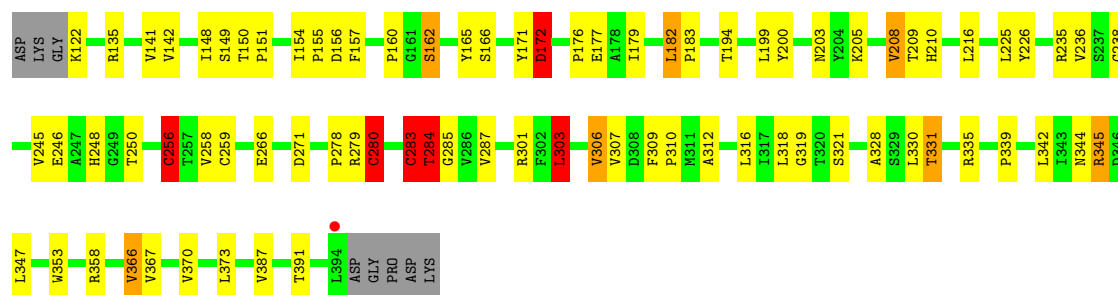 ASP LYS GLY K122 R135 V141 V142 I148 S149 T150 P151 I154 P155 D156 F157 P160 G161 S162 Y165 S166 Y171 D172 P176 E177 A178 I179 L182 P183 T194 L199 Y200 N203 Y204 K205 V208 T209 H210 L216 L225 Y226 R235 V236 S237
V245 E246 A247 H248 G249 T250 C256 T257 V258 C259 E266 D271 P278 R279 C280 C283 T284 G285 V286 V287 R301 F302 L303 V306 V307 D308 F309 P310 M311 A312 L316 I317 L318 G319 T320 S321 A328 S329 L330 T331 R335 P339 L342 I343 N344 R345
L347 W353 R358 V366 V367 V370 L373 V387 T391 L394 ASP GLY PRO ASP LYS